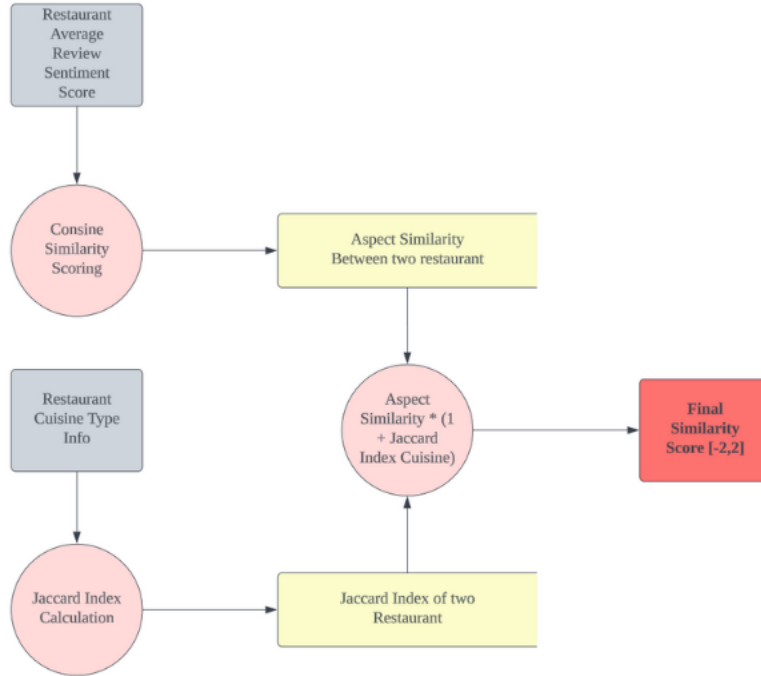 Restaurant
Average
Review
Sentiment
Score
Consine
Similarity
Scoring
Aspect Similarity
Between two restaurant
Restaurant
Cuisine Type
Info
Aspect
Similarity * (1
+ Jaccard
Index Cuisine)
Final
Similarity
Score [-2,2]
Jaccard Index
Calculation
Jaccard Index of two
Restaurant